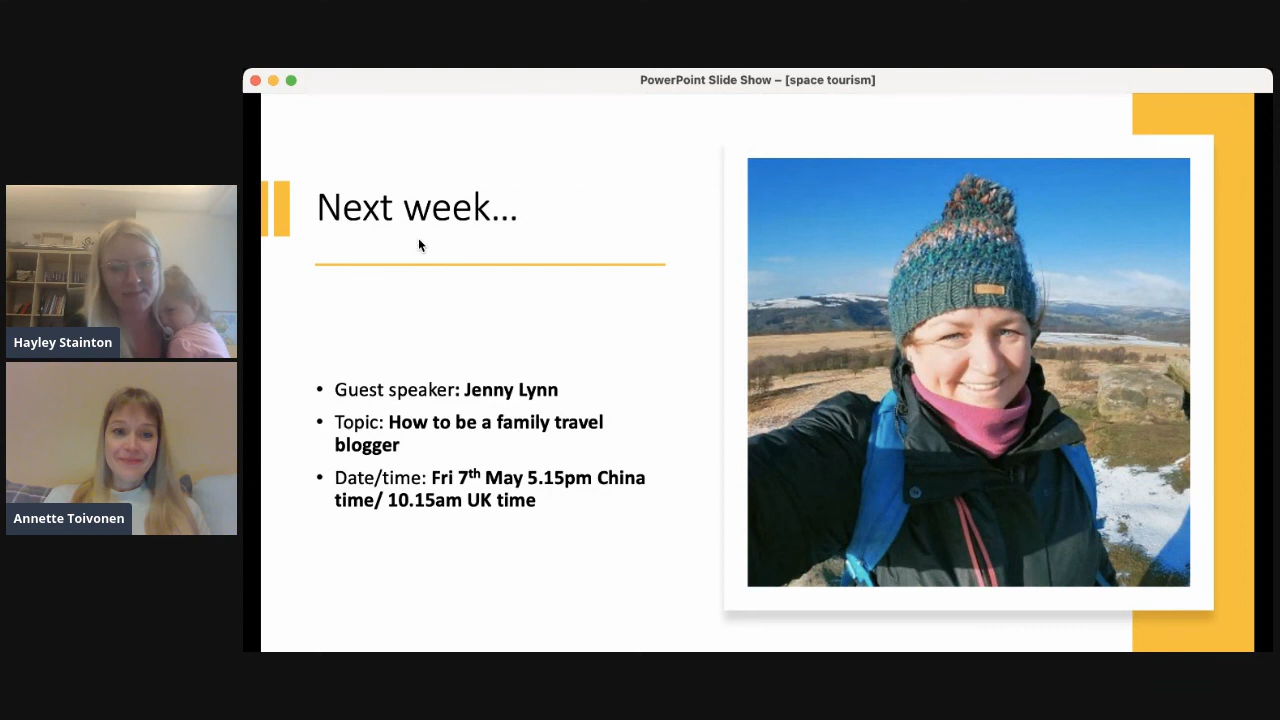 PowerPoint Slide Show – [space tourism]
Next week…
• Guest speaker: Jenny Lynn
• Topic: How to be a family travel
blogger
• Date/time: Fri 7th May 5.15pm China
time/ 10.15am UK time
Hayley Stainton
Annette Toivonen